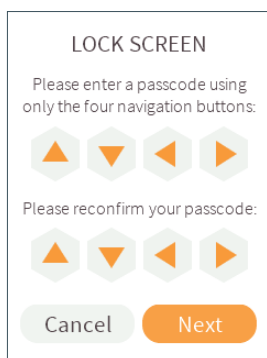 LOCK SCREEN
Please enter a passcode using
only the four navigation buttons:
Please reconfirm your passcode:
Cancel
Next